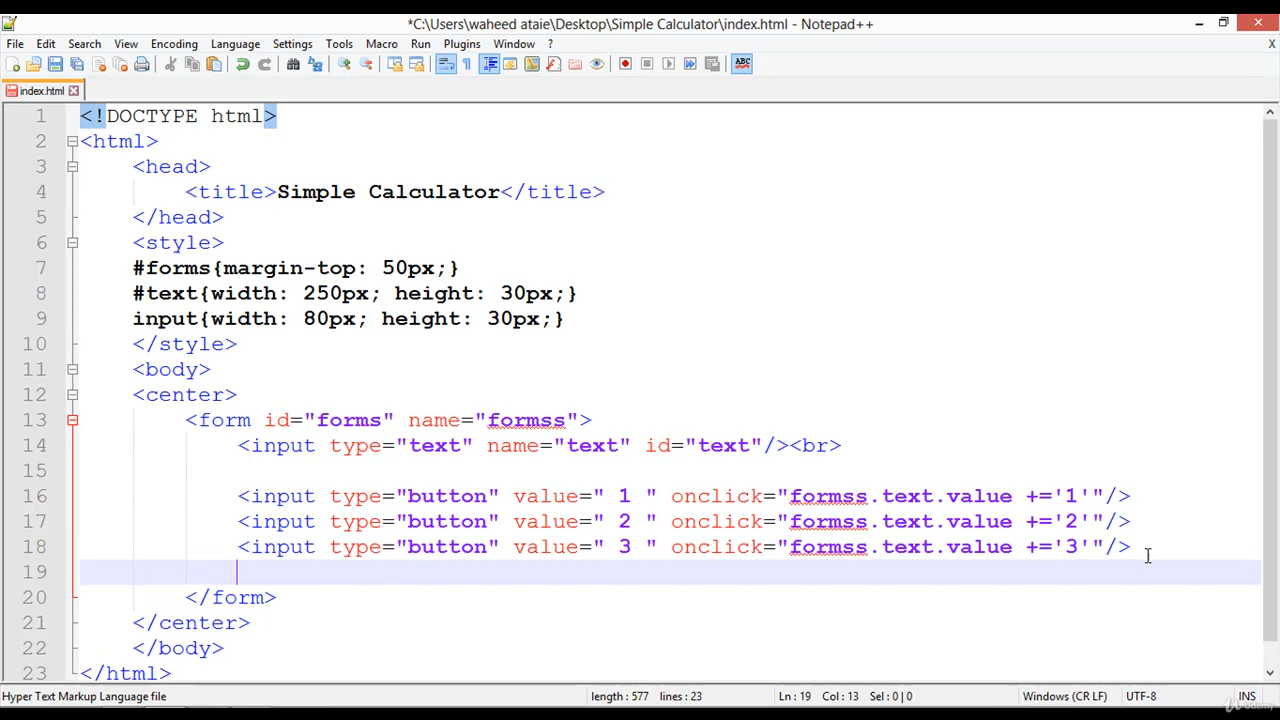 *C:\Users\waheed ataie\Desktop\Simple Calculator\index.html - Notepad++
File Edit Search View Encoding Language Settings Tools Macro Run Plugins Window ? X
ABC
index.html
1 <!DOCTYPE html>
2 <html>
3 <head>
4 <title>Simple Calculator</title>
5 </head>
6 <style>
7 #forms{margin-top: 50px;}
8 #text{width: 250px; height: 30px;}
9 input{width: 80px; height: 30px;}
10 </style>
11 <body>
12 <center>
13 <form id="forms" name="formss">
14 <input type="text" name="text" id="text"/><br>
15
16 <input type="button" value=" 1 " onclick="formss.text.value +='1'"/>
17 <input type="button" value=" 2 " onclick="formss.text.value +='2'"/>
18 <input type="button" value=" 3 " onclick="formss.text.value +='3'"/>
19
20 </form>
21 </center>
22 </body>
23 </html>
Hyper Text Markup Language file length : 577 lines : 23 Ln : 19 Col : 13 Sel : 0 | 0 Windows (CR LF) UTF-8 INS
Udemy